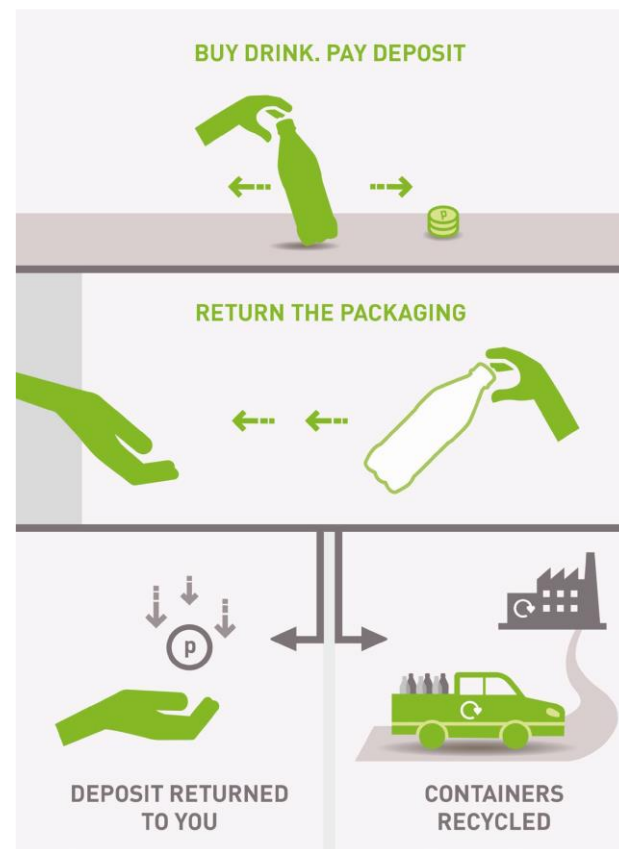 BUY DRINK. PAY DEPOSIT
P
RETURN THE PACKAGING
p
DEPOSIT RETURNED
TO YOU
CONTAINERS
RECYCLED